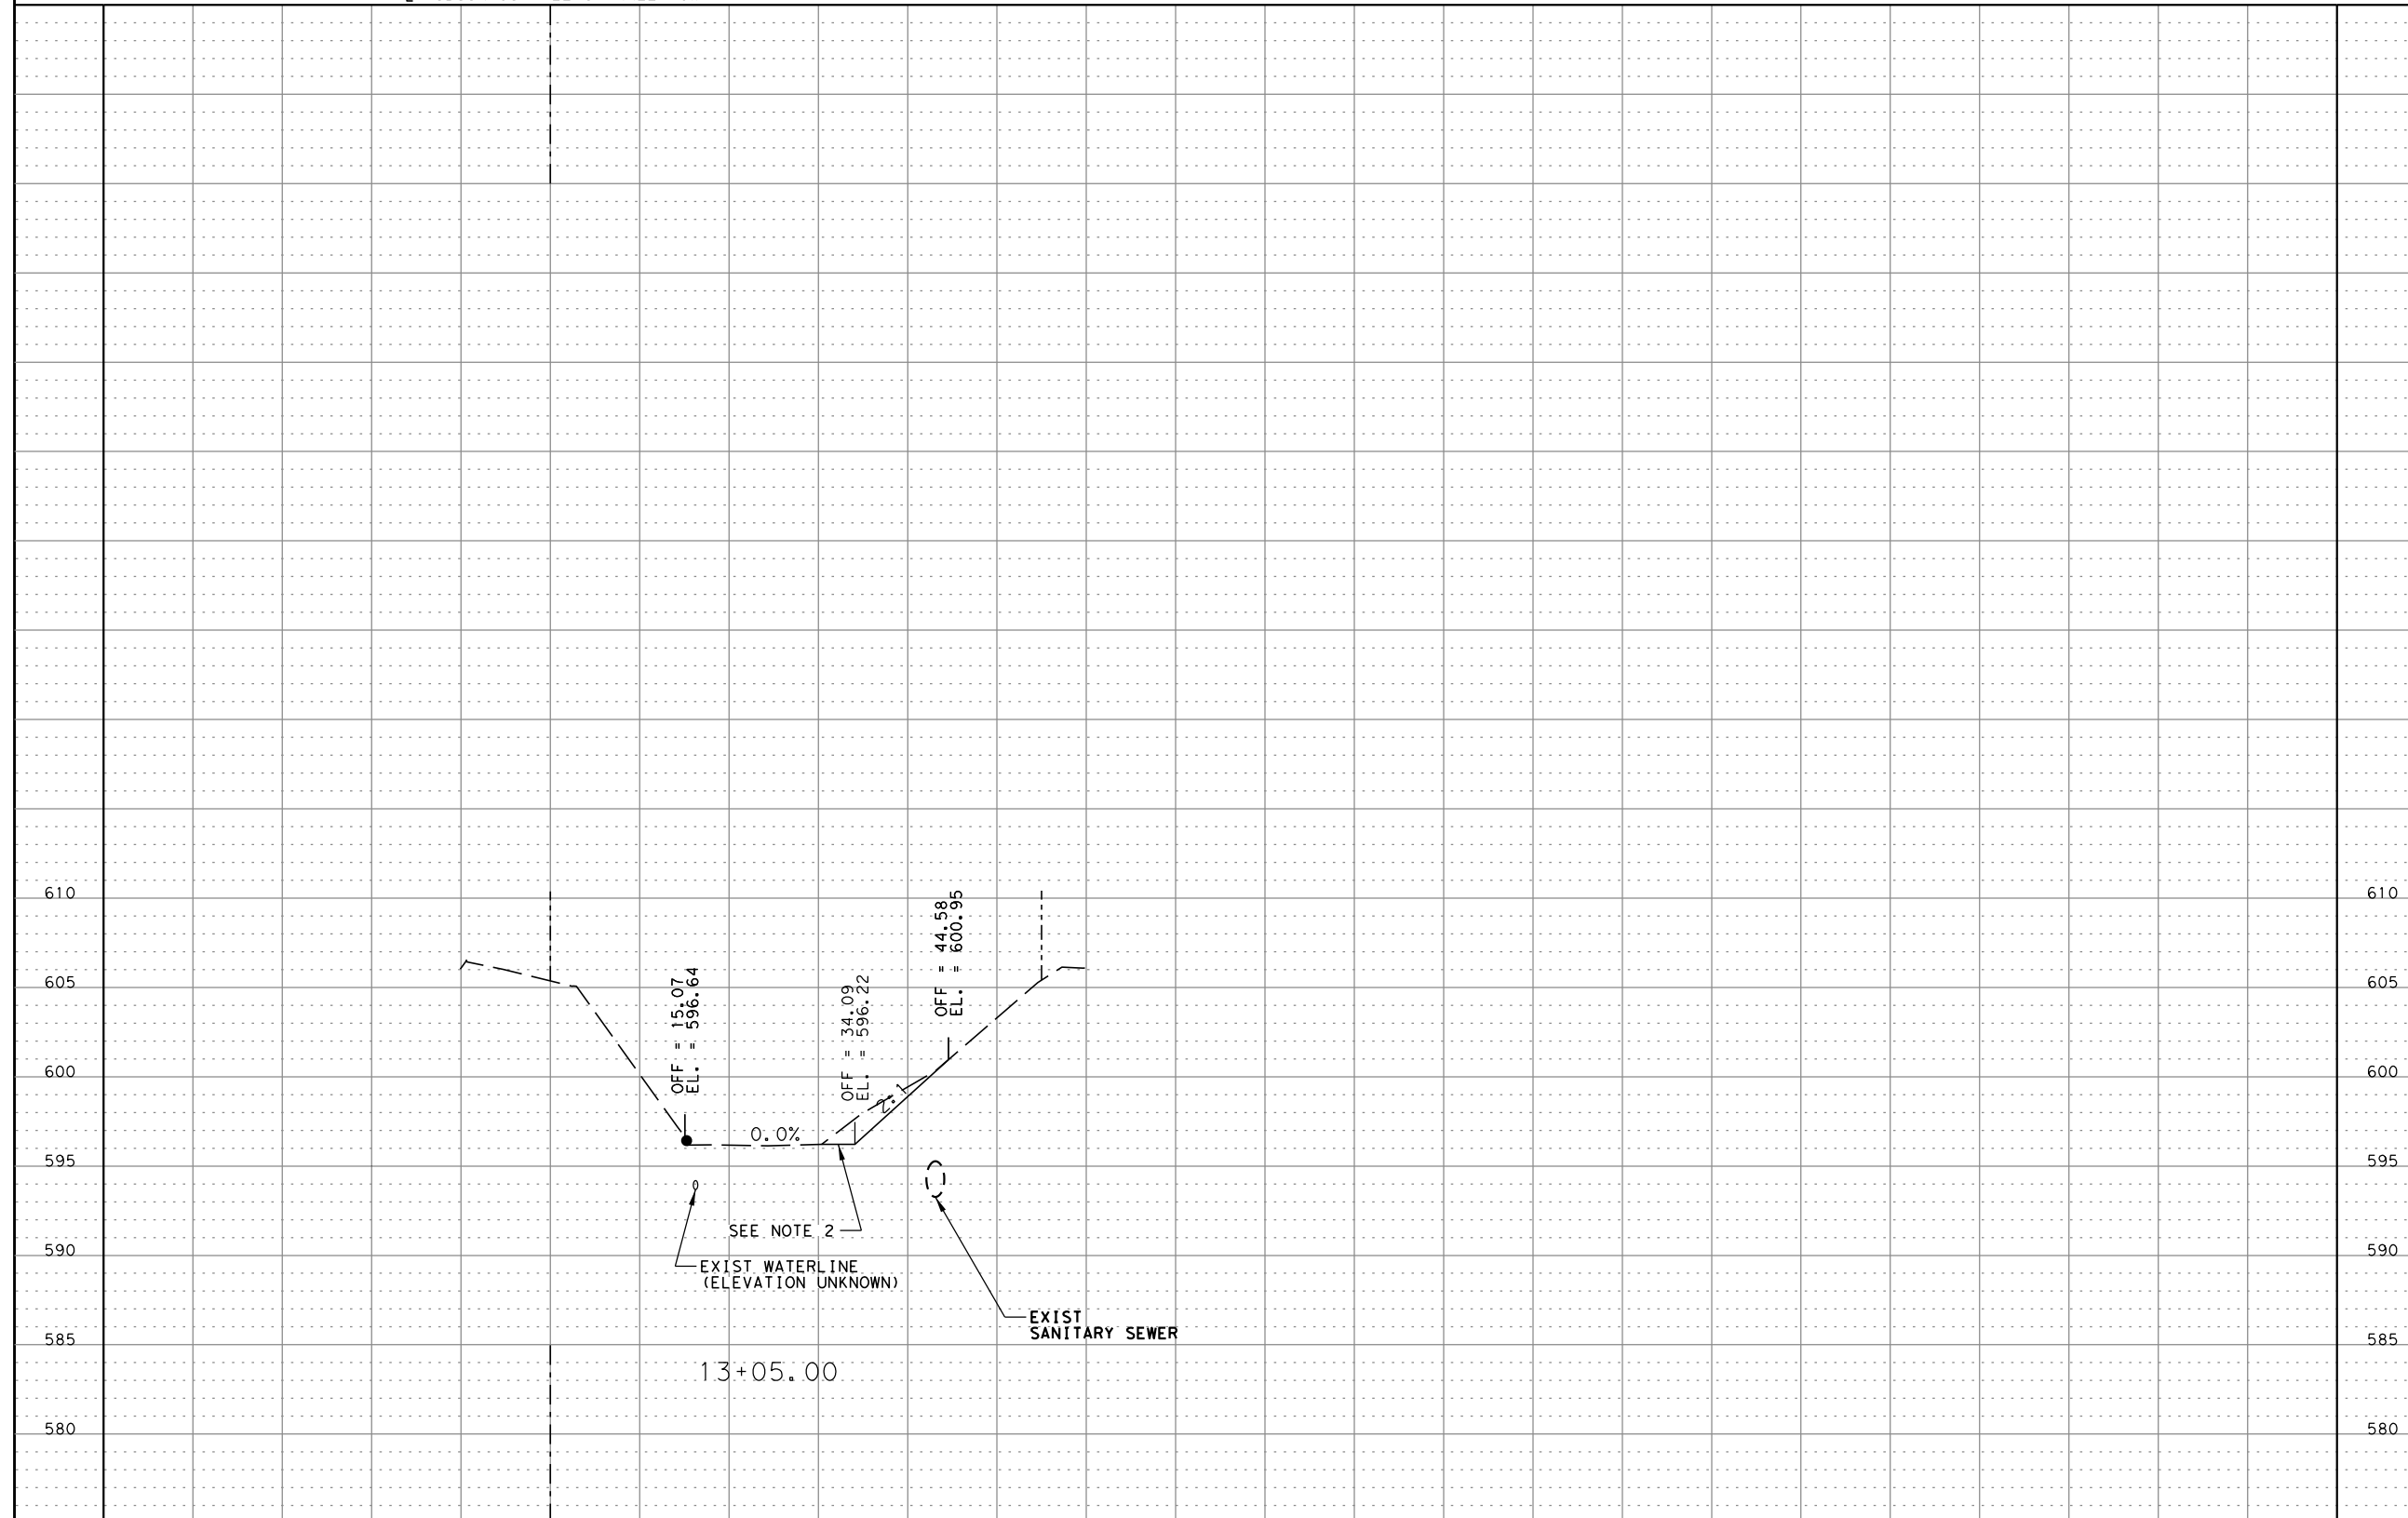 610
610
605
605
600
600
595
595
590
590
585
585
580
580
OFF = 15.07
EL. = 596.64
OFF = 34.09
EL. = 596.22
OFF = 44.58
EL. = 600.95
0.0%
2:1
SEE NOTE 2
EXIST WATERLINE
(ELEVATION UNKNOWN)
EXIST
SANITARY SEWER
13+05.00